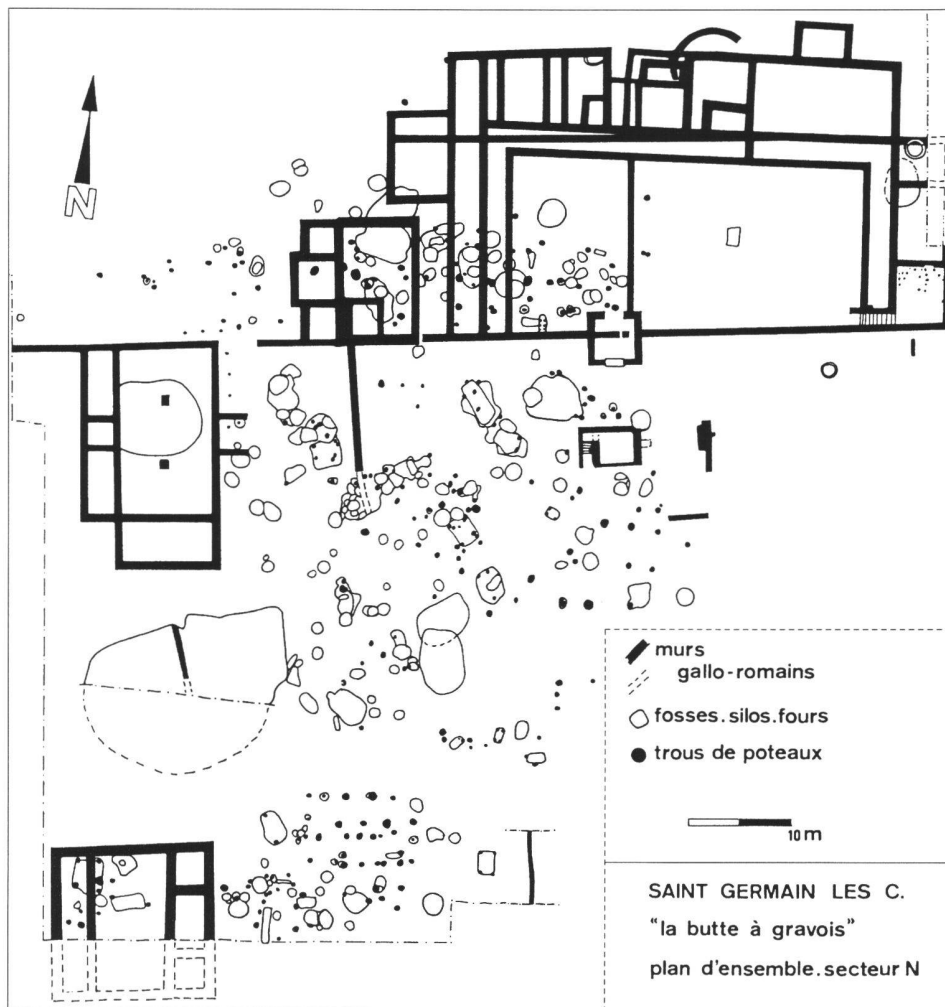 N
murs
gallo-romains
fosses.silos.fours
trous de poteaux
10 m
SAINT GERMAIN LES C.
"la butte à gravois"
plan d'ensemble.secteur N